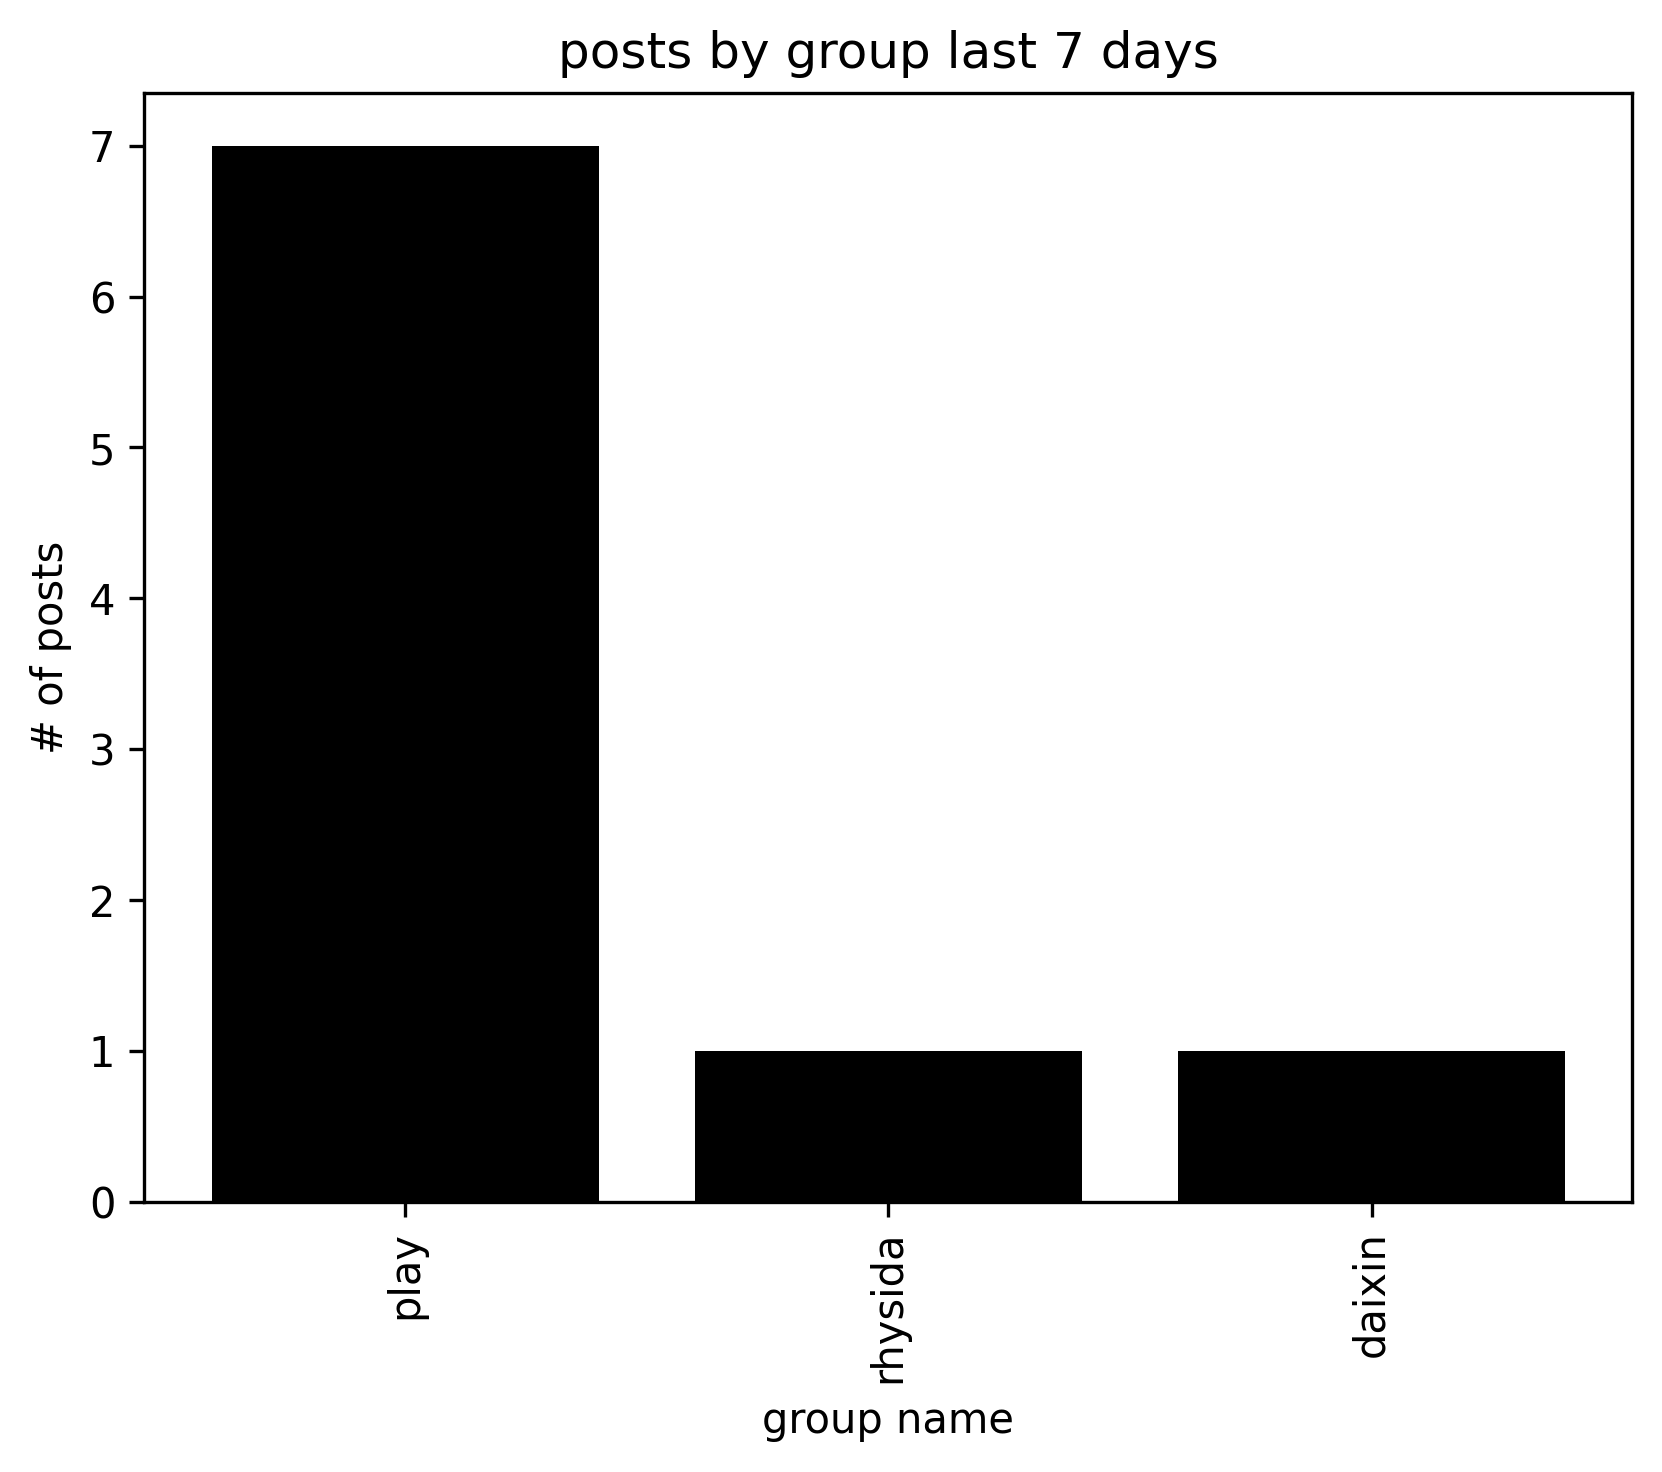 posts by group last 7 days
7
6
5
4
3
2
1
0
# of posts
play
rhysida
daixin
group name